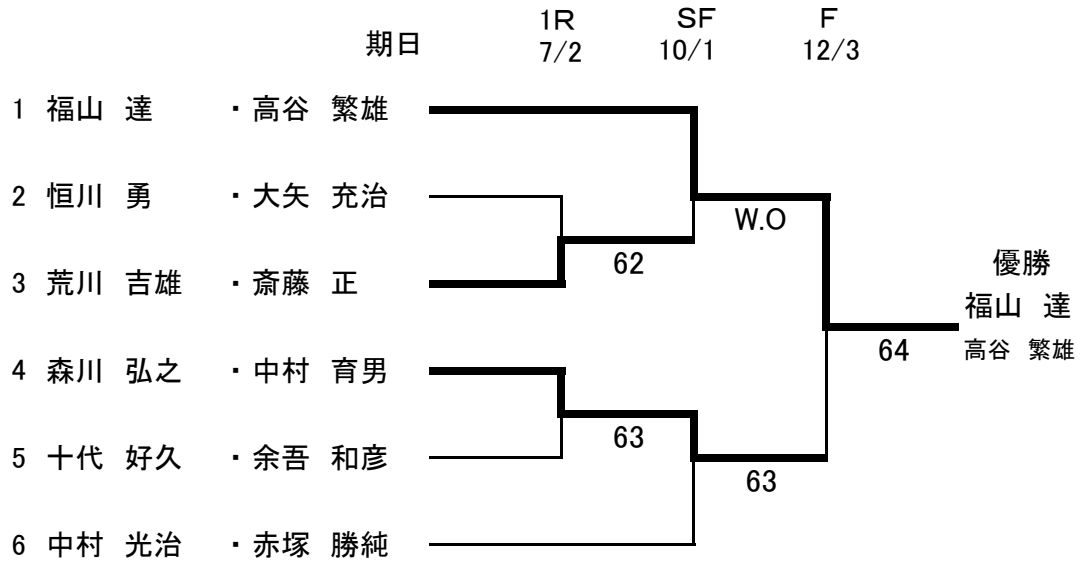 1R SF F
期日 7/2 10/1 12/3
1 福山 達 ・ 高谷 繁雄
2 恒川 勇 ・ 大矢 充治
W.O
62
3 荒川 吉雄 ・ 斎藤 正
優勝
福山 達
64 高谷 繁雄
4 森川 弘之 ・ 中村 育男
63
5 十代 好久 ・ 余吾 和彦
63
6 中村 光治 ・ 赤塚 勝純